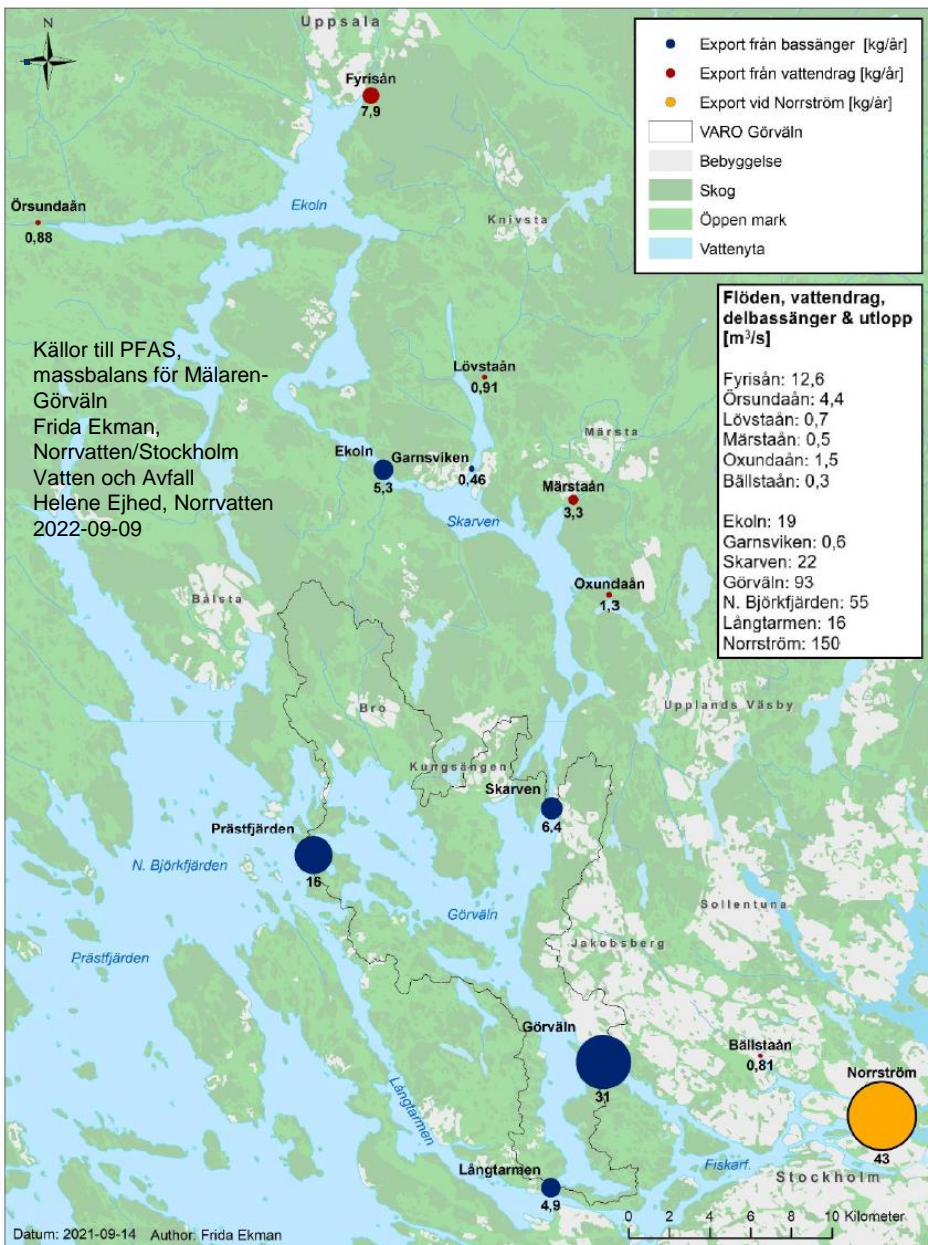 N
Uppsala
Fyrisån
7,9
Örsundaån
0,88
Ekoln
Knivsta
Export från bassänger [kg/år]
Export från vattendrag [kg/år]
Export vid Norrström [kg/år]
VARO Görväln
Bebyggelse
Skog
Öppen mark
Vattenyta
Flöden, vattendrag,
delbassänger & utlopp
[m³/s]
Fyrisån: 12,6
Örsundaån: 4,4
Lövstaån: 0,7
Märstaån: 0,5
Oxundaån: 1,5
Bällstaån: 0,3
Ekoln: 19
Garnsviken: 0,6
Skarven: 22
Görväln: 93
N. Björkfjärden: 55
Långtarmen: 16
Norrström: 150
Källor till PFAS,
massbalans för Mälaren-
Görväln
Frida Ekman,
Norrvatten/Stockholm
Vatten och Avfall
Helene Ejhed, Norrvatten
2022-09-09
Lövstaån
0,91
Märsta
Ekoln
5,3
Garnsviken
0,46
Märstaån
3,3
Skarven
Oxundaån
1,3
Bålsta
Bro
Upplands Väsby
Kungsängen
Skarven
6,4
Prästfjärden
16
N. Björkfjärden
Görväln
Sollentuna
Jakobsberg
Prästfjärden
Görväln
31
Bällstaån
0,81
Norrström
43
Långtarmen
Långtarmen
4,9
Fiskarf.
Stockholm
0 2 4 6 8 10 Kilometer
Datum: 2021-09-14 Author: Frida Ekman